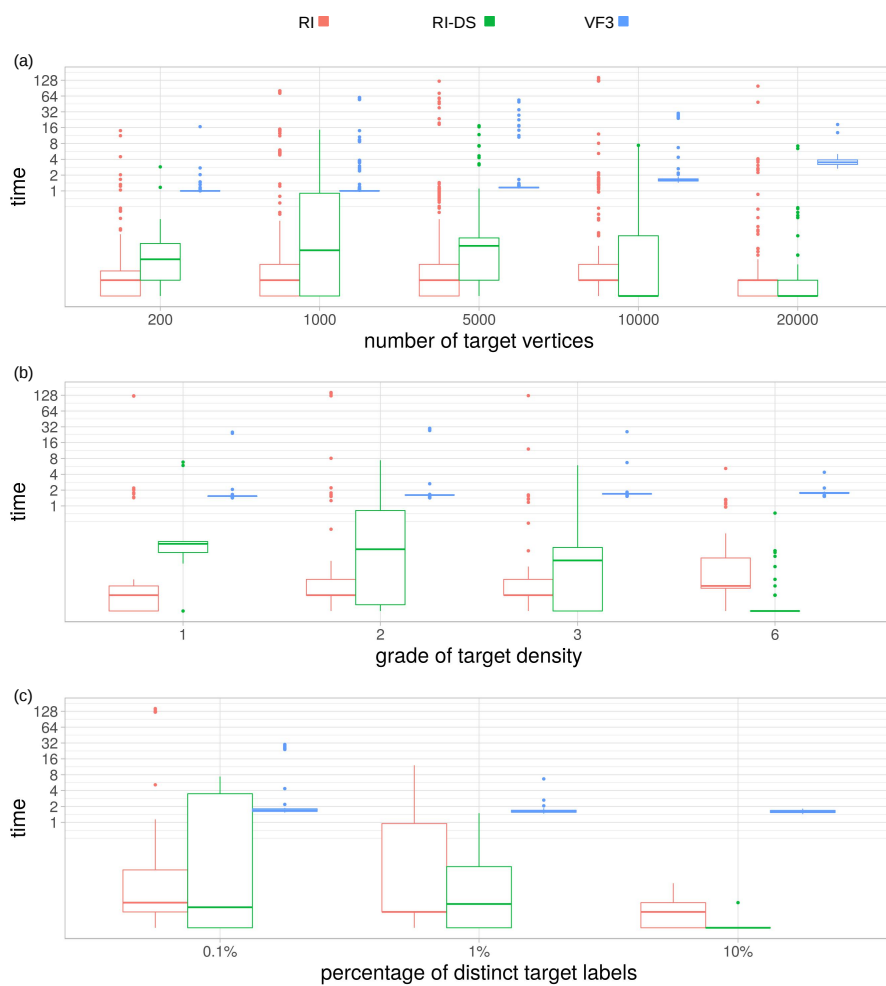 RI RI-DS VF3
(a)
128
64
32
16
8
4
2
1
time
200 1000 5000 10000 20000
number of target vertices
(b)
128
64
32
16
8
4
2
1
time
1 2 3 6
grade of target density
(c)
128
64
32
16
8
4
2
1
time
0.1% 1% 10%
percentage of distinct target labels